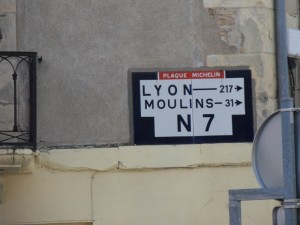 PLAQUE MICHELIN
LYON 217
MOULINS 31
N 7